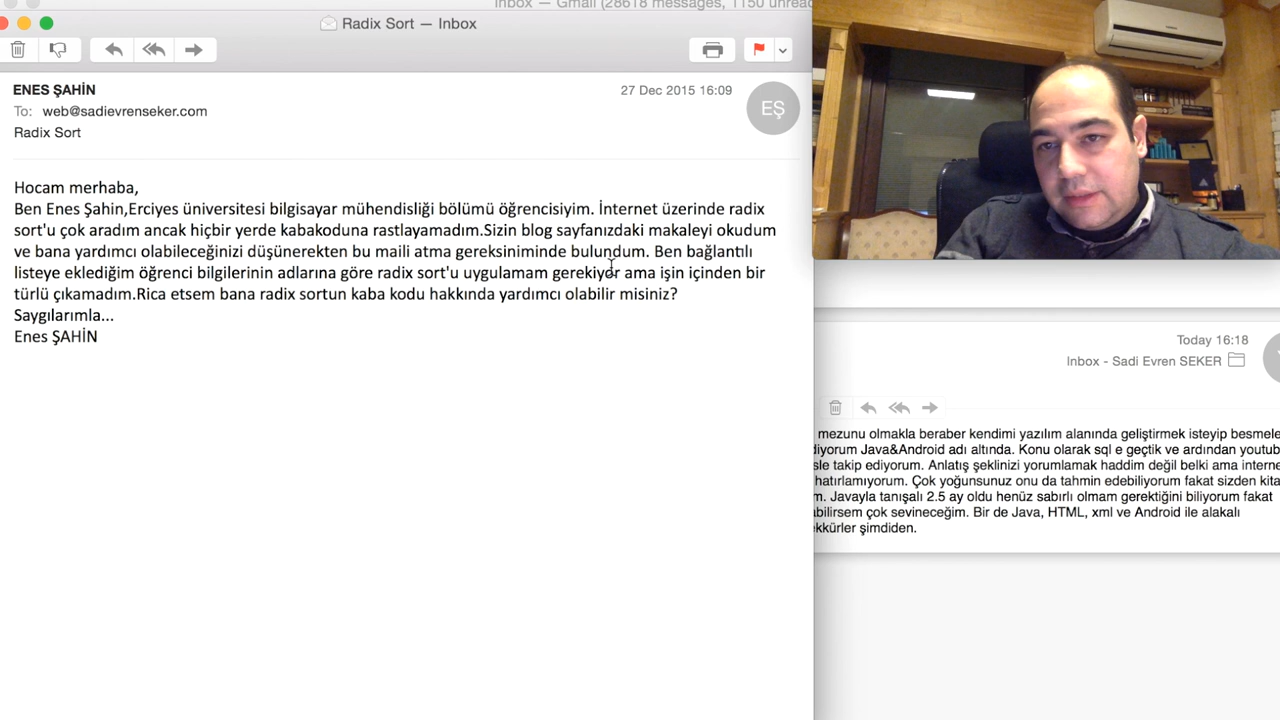 Inbox — Gmail (28618 messages, 1150 unread
Radix Sort — Inbox
ENES ŞAHİN
27 Dec 2015 16:09
EŞ
To: web@sadievrenseker.com
Radix Sort
Hocam merhaba,
Ben Enes Şahin,Erciyes üniversitesi bilgisayar mühendisliği bölümü öğrencisiyim. İnternet üzerinde radix
sort'u çok aradım ancak hiçbir yerde kabakoduna rastlayamadım.Sizin blog sayfanızdaki makaleyi okudum
ve bana yardımcı olabileceğinizi düşünerekten bu maili atma gereksiniminde bulundum. Ben bağlantılı
listeye eklediğim öğrenci bilgilerinin adlarına göre radix sort'u uygulamam gerekiyor ama işin içinden bir
türlü çıkamadım.Rica etsem bana radix sortun kaba kodu hakkında yardımcı olabilir misiniz?
Saygılarımla...
Enes ŞAHİN
Today 16:18
Inbox - Sadi Evren SEKER
mezunu olmakla beraber kendimi yazılım alanında geliştirmek isteyip besmele
diyorum Java&Android adı altında. Konu olarak sql e geçtik ve ardından youtub
sle takip ediyorum. Anlatış şeklinizi yorumlamak haddim değil belki ama interne
hatırlamıyorum. Çok yoğunsunuz onu da tahmin edebiliyorum fakat sizden kita
m. Javayla tanışalı 2.5 ay oldu henüz sabırlı olmam gerektiğini biliyorum fakat
abilirsem çok sevineceğim. Bir de Java, HTML, xml ve Android ile alakalı
ekkürler şimdiden.